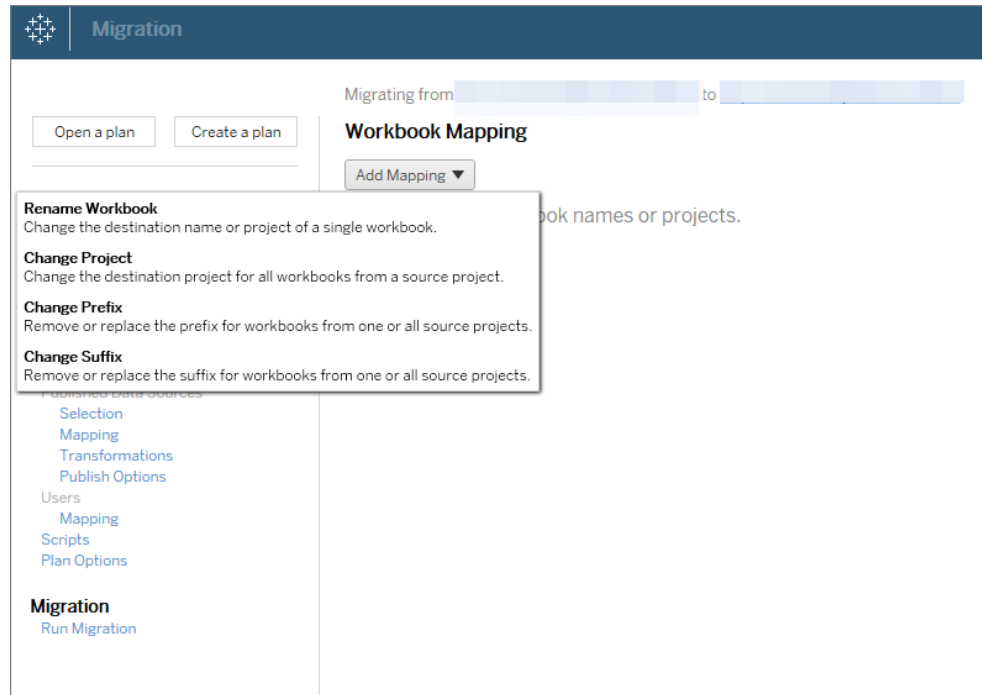 Migration
Migrating from to
Open a plan
Create a plan
Workbook Mapping
Add Mapping ▼
Rename Workbook
Change the destination name or project of a single workbook.
names or projects.
Change Project
Change the destination project for all workbooks from a source project.
Change Prefix
Remove or replace the prefix for workbooks from one or all source projects.
Change Suffix
Remove or replace the suffix for workbooks from one or all source projects.
Published Data Sources
Selection
Mapping
Transformations
Publish Options
Users
Mapping
Scripts
Plan Options
Migration
Run Migration